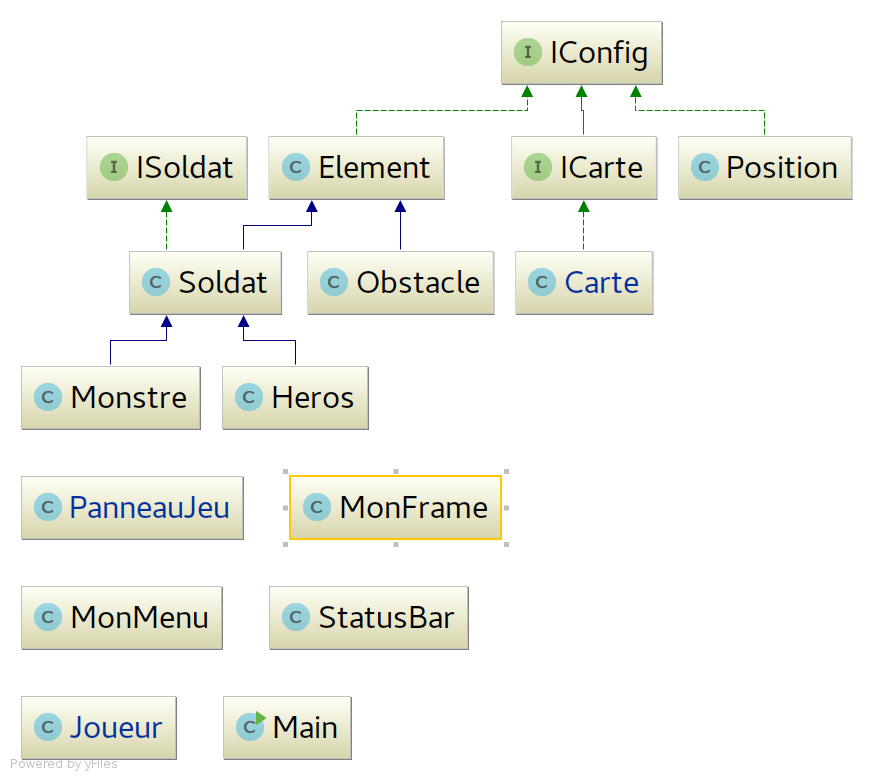 I IConfig
I ISoldat
C Element
I ICarte
C Position
C Soldat
C Obstacle
C Carte
C Monstre
C Heros
C PanneauJeu
C MonFrame
C MonMenu
C StatusBar
C Joueur
C Main
Powered by yFiles